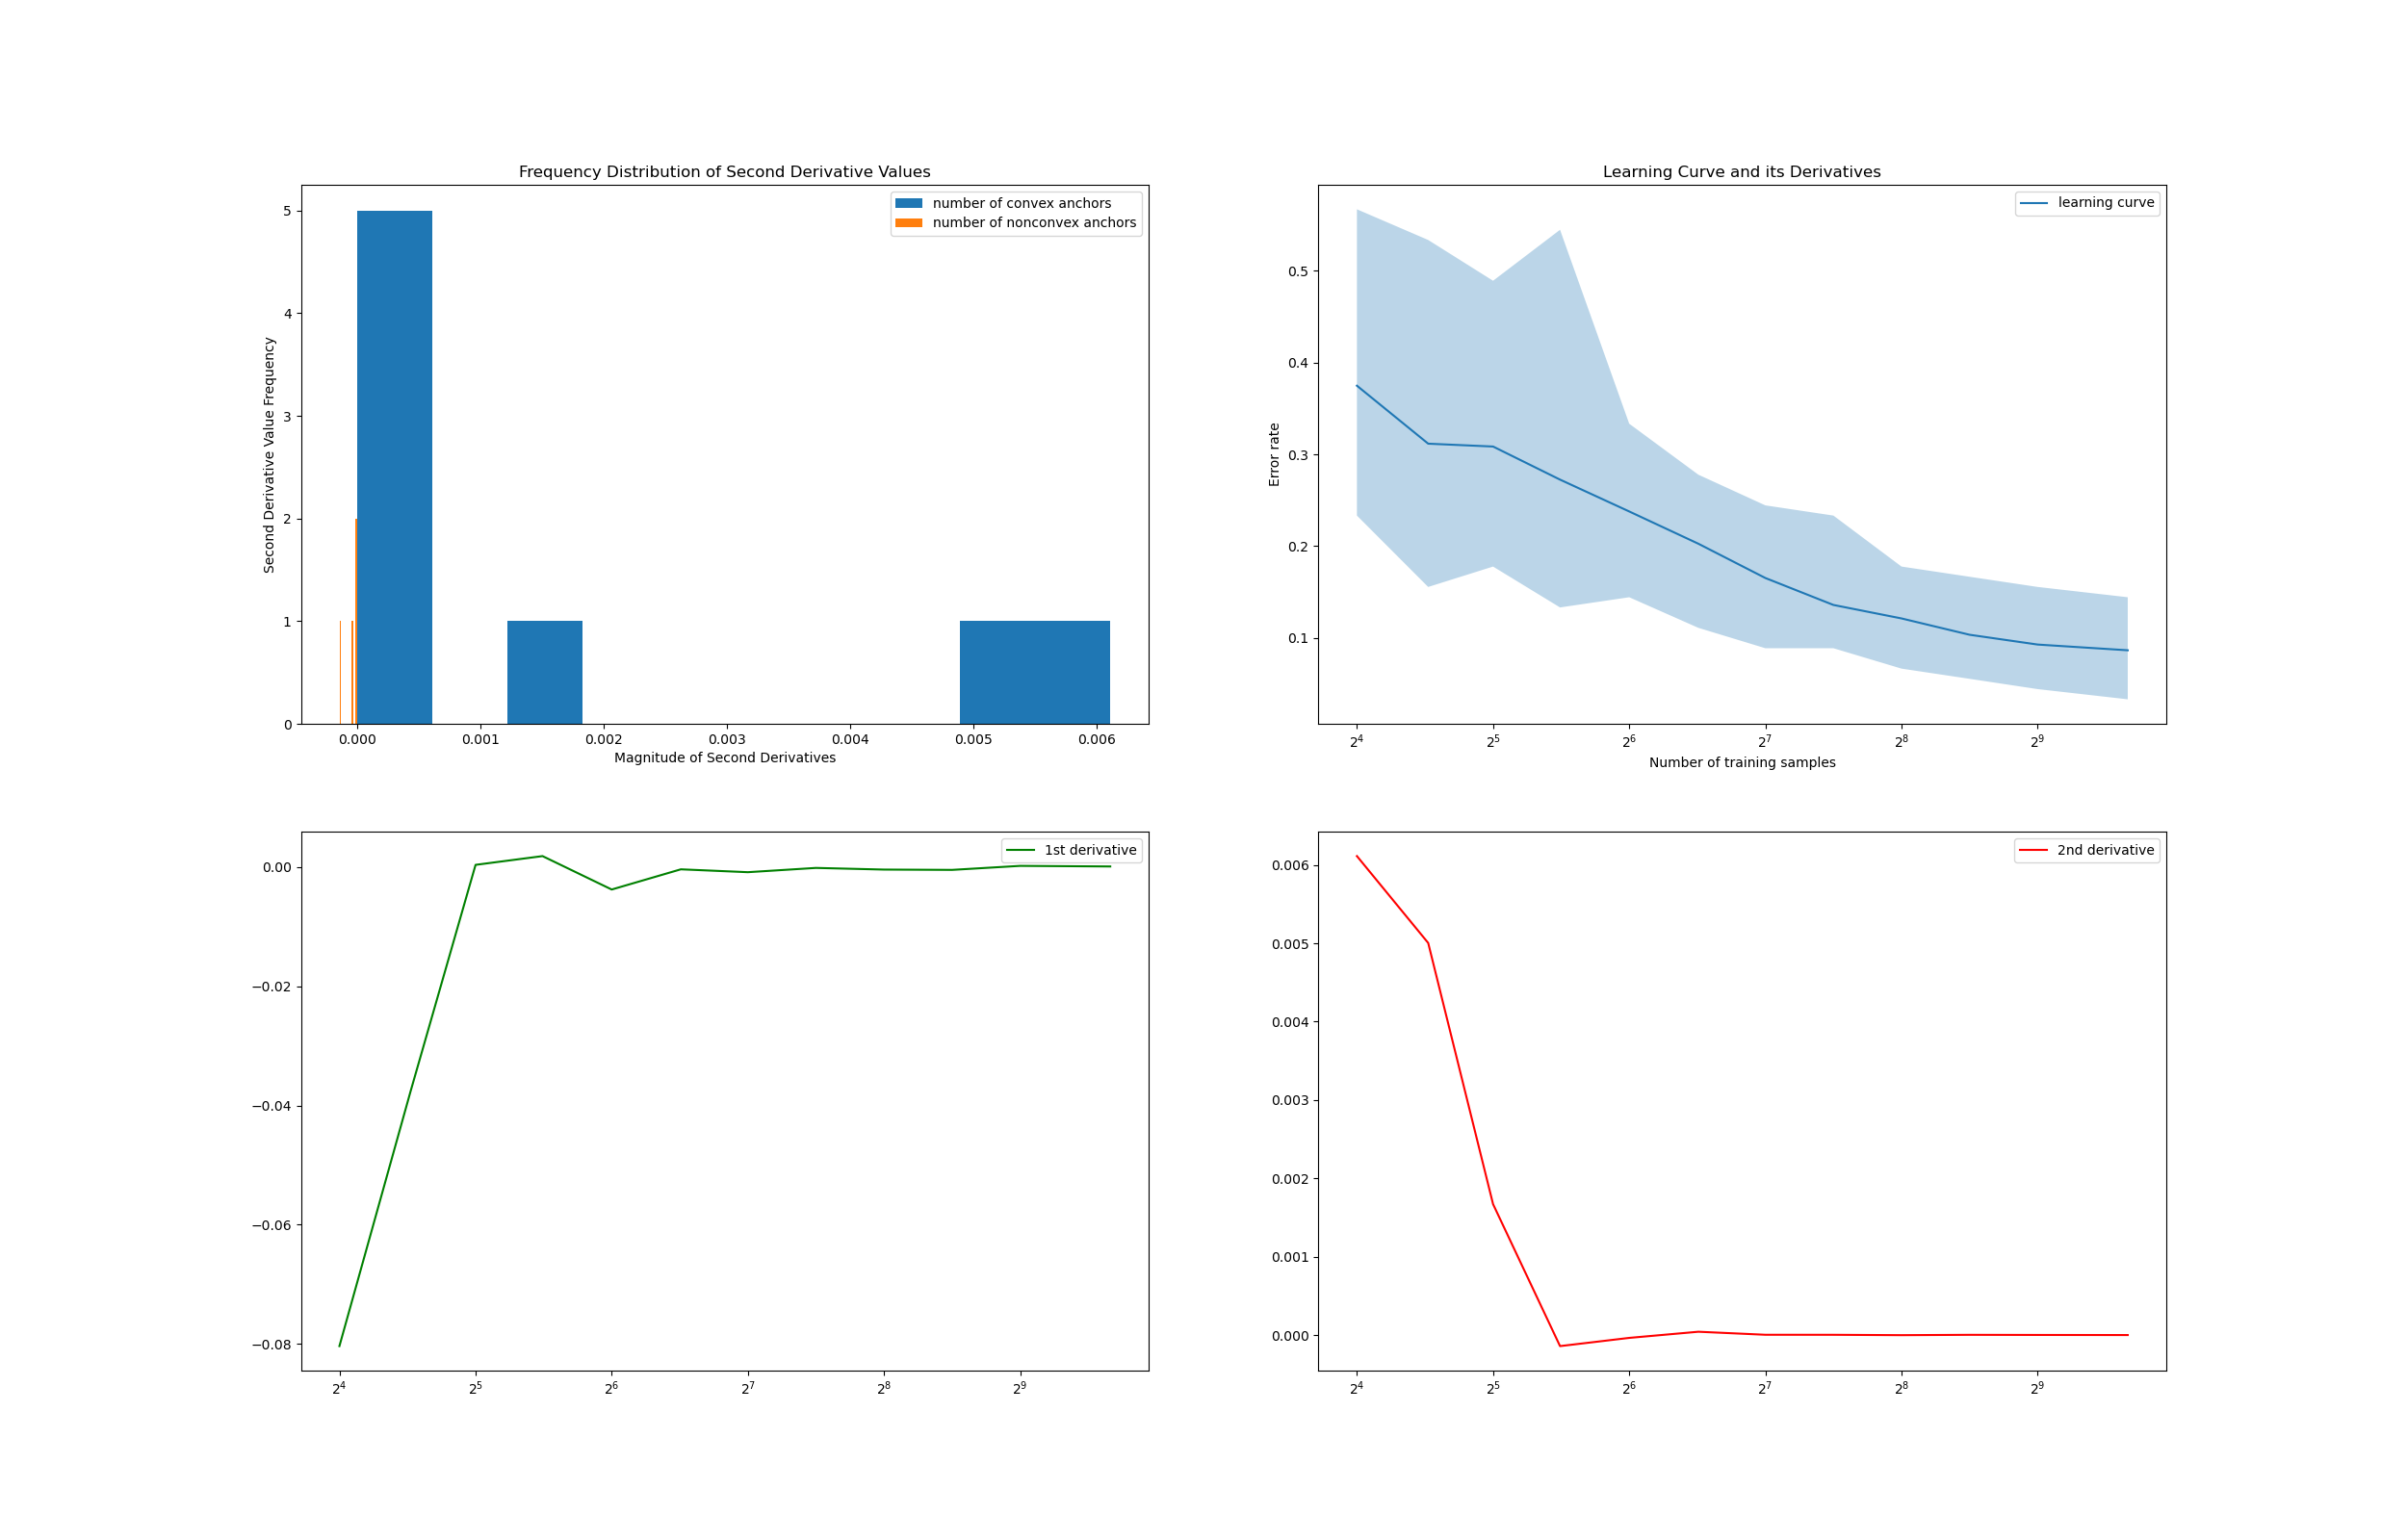 Frequency Distribution of Second Derivative Values
number of convex anchors
number of nonconvex anchors
5
4
3
2
1
0
Second Derivative Value Frequency
0.000 0.001 0.002 0.003 0.004 0.005 0.006
Magnitude of Second Derivatives
Learning Curve and its Derivatives
learning curve
0.5
0.4
0.3
0.2
0.1
Error rate
2⁴ 2⁵ 2⁶ 2⁷ 2⁸ 2⁹
Number of training samples
1st derivative
0.00
−0.02
−0.04
−0.06
−0.08
2⁴ 2⁵ 2⁶ 2⁷ 2⁸ 2⁹
2nd derivative
0.006
0.005
0.004
0.003
0.002
0.001
0.000
2⁴ 2⁵ 2⁶ 2⁷ 2⁸ 2⁹